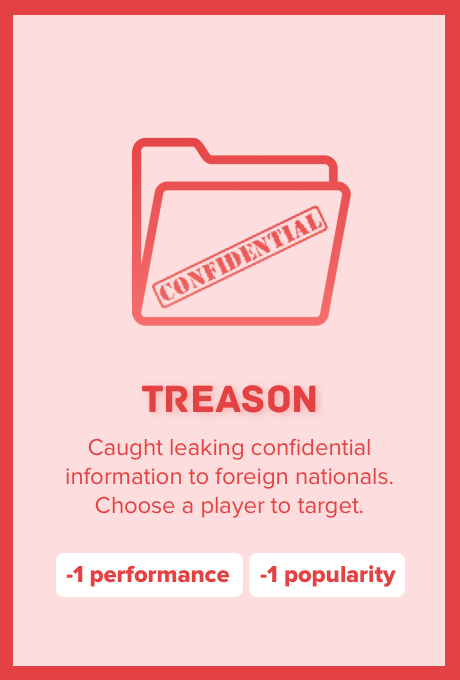 CONFIDENTIAL
TREASON
Caught leaking confidential
information to foreign nationals.
Choose a player to target.
-1 performance -1 popularity